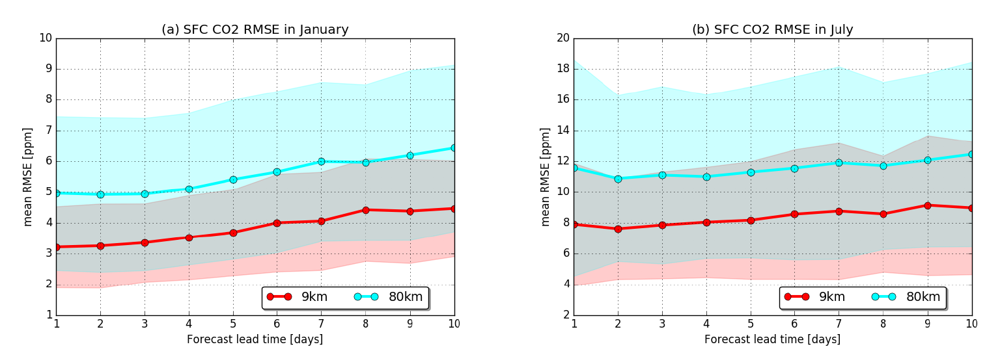 (a) SFC CO2 RMSE in January
mean RMSE [ppm]
10
9
8
7
6
5
4
3
2
1
1 2 3 4 5 6 7 8 9 10
Forecast lead time [days]
9km 80km
(b) SFC CO2 RMSE in July
mean RMSE [ppm]
20
18
16
14
12
10
8
6
4
2
1 2 3 4 5 6 7 8 9 10
Forecast lead time [days]
9km 80km